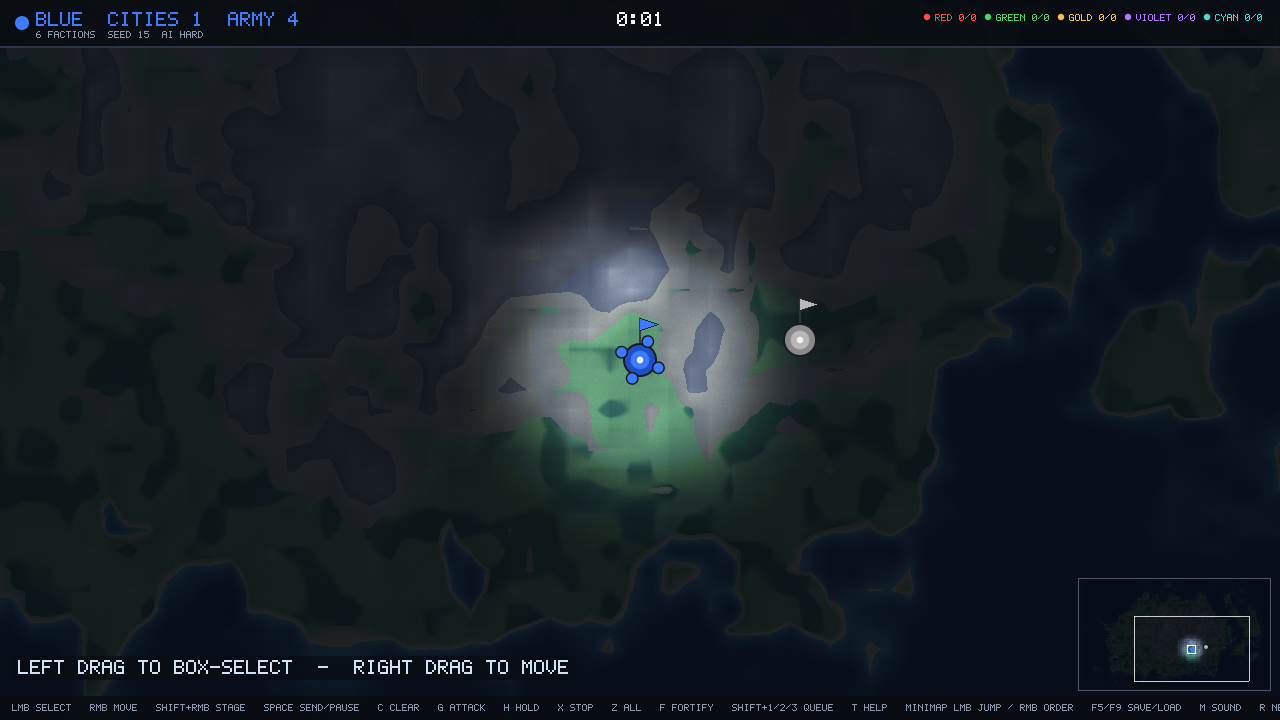 BLUE CITIES 1 ARMY 4
6 FACTIONS SEED 15 AI HARD
0:01
RED 0/0 GREEN 0/0 GOLD 0/0 VIOLET 0/0 CYAN 0/0
LEFT DRAG TO BOX-SELECT - RIGHT DRAG TO MOVE
LMB SELECT RMB MOVE SHIFT+RMB STAGE SPACE SEND/PAUSE C CLEAR G ATTACK H HOLD X STOP Z ALL F FORTIFY SHIFT+1/2/3 QUEUE T HELP MINIMAP LMB JUMP / RMB ORDER F5/F9 SAVE/LOAD M SOUND R